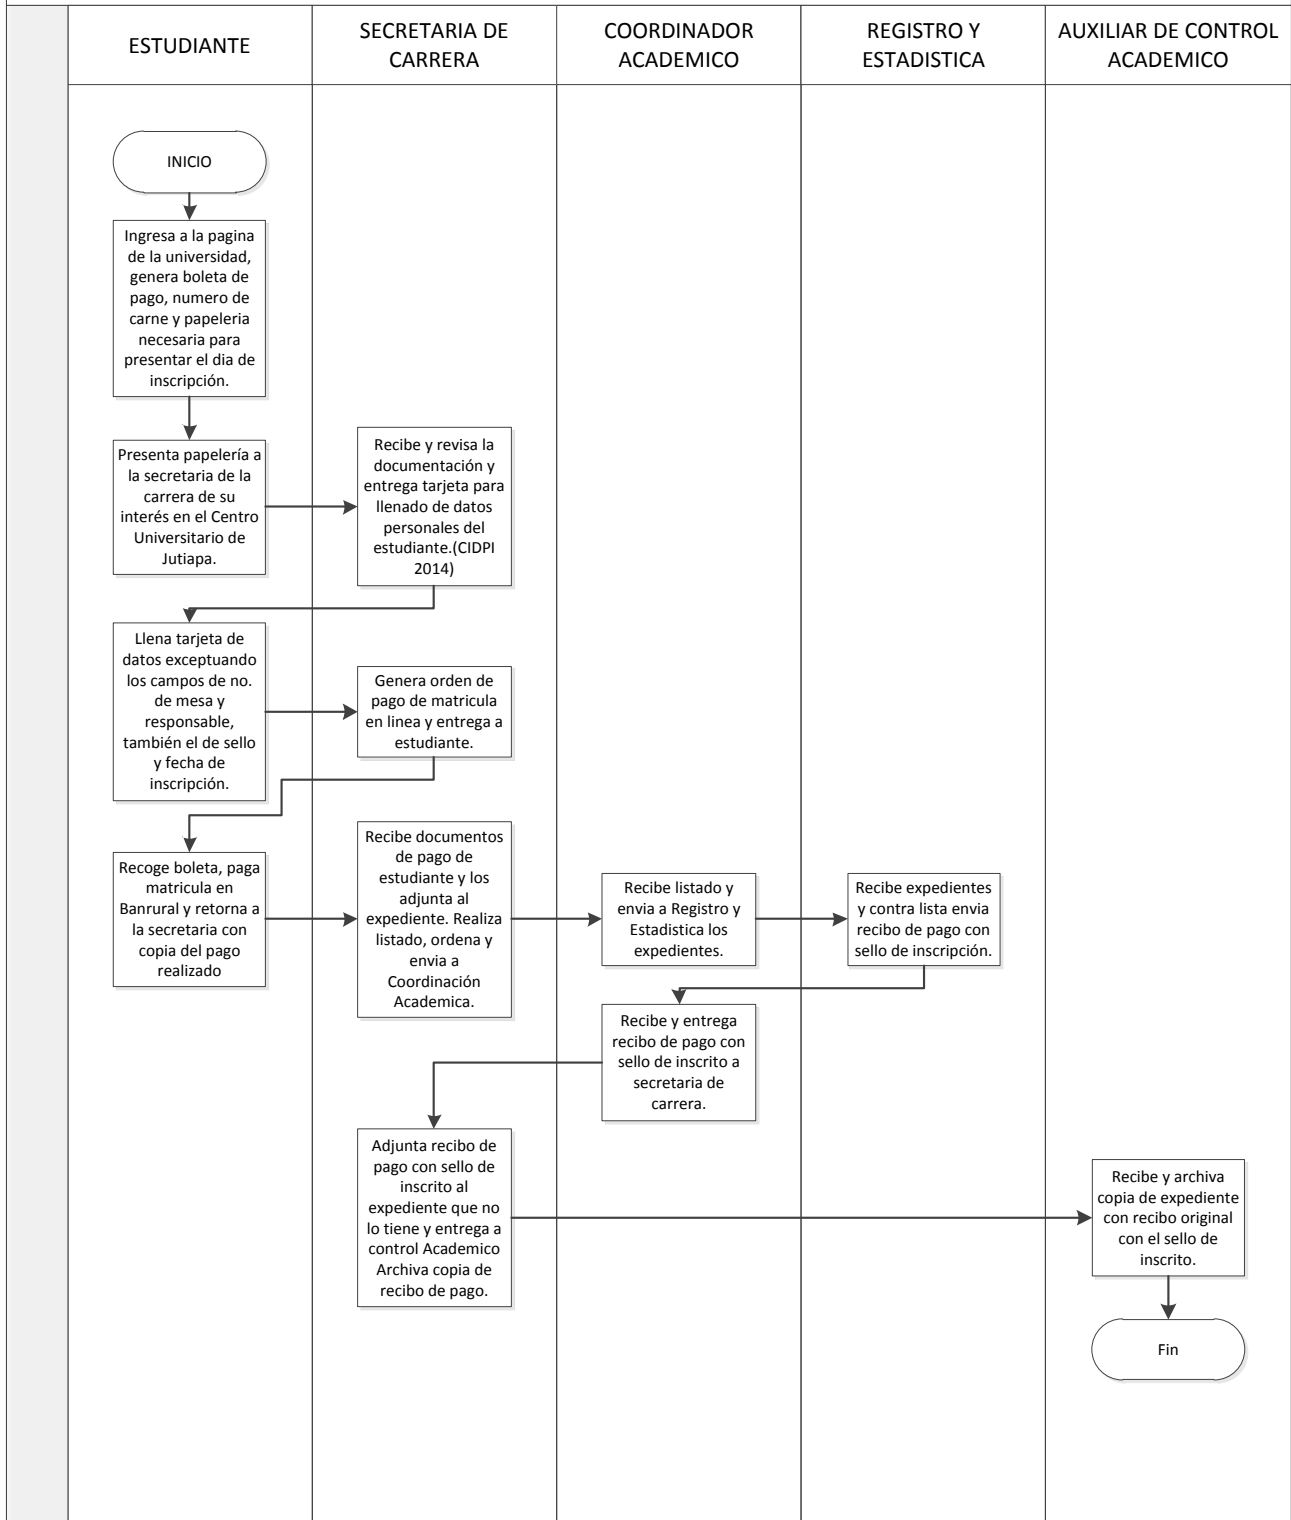 ESTUDIANTE
SECRETARIA DE
CARRERA
COORDINADOR
ACADEMICO
REGISTRO Y
ESTADISTICA
AUXILIAR DE CONTROL
ACADEMICO
INICIO
Ingresa a la pagina
de la universidad,
genera boleta de
pago, numero de
carne y papeleria
necesaria para
presentar el dia de
inscripción.
Presenta papelería a
la secretaria de la
carrera de su
interés en el Centro
Universitario de
Jutiapa.
Recibe y revisa la
documentación y
entrega tarjeta para
llenado de datos
personales del
estudiante.(CIDPI
2014)
Llena tarjeta de
datos exceptuando
los campos de no.
de mesa y
responsable,
también el de sello
y fecha de
inscripción.
Genera orden de
pago de matricula
en linea y entrega a
estudiante.
Recoge boleta, paga
matricula en
Banrural y retorna a
la secretaria con
copia del pago
realizado
Recibe documentos
de pago de
estudiante y los
adjunta al
expediente. Realiza
listado, ordena y
envia a
Coordinación
Academica.
Recibe listado y
envia a Registro y
Estadistica los
expedientes.
Recibe expedientes
y contra lista envia
recibo de pago con
sello de inscripción.
Recibe y entrega
recibo de pago con
sello de inscrito a
secretaria de
carrera.
Adjunta recibo de
pago con sello de
inscrito al
expediente que no
lo tiene y entrega a
control Academico
Archiva copia de
recibo de pago.
Recibe y archiva
copia de expediente
con recibo original
con el sello de
inscrito.
Fin